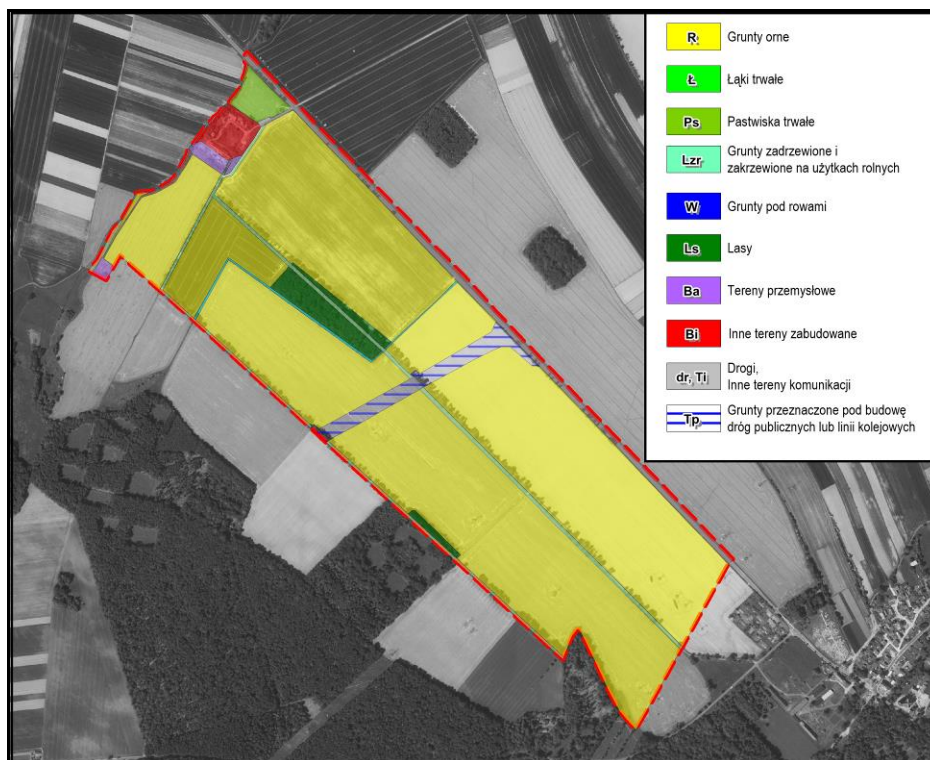 R Grunty orne
Ł Łąki trwałe
Ps Pastwiska trwałe
Lzr Grunty zadrzewione i
zakrzewione na użytkach rolnych
W Grunty pod rowami
Ls Lasy
Ba Tereny przemysłowe
Bi Inne tereny zabudowane
dr, Ti Drogi,
Inne tereny komunikacji
Tp Grunty przeznaczone pod budowę
dróg publicznych lub linii kolejowych